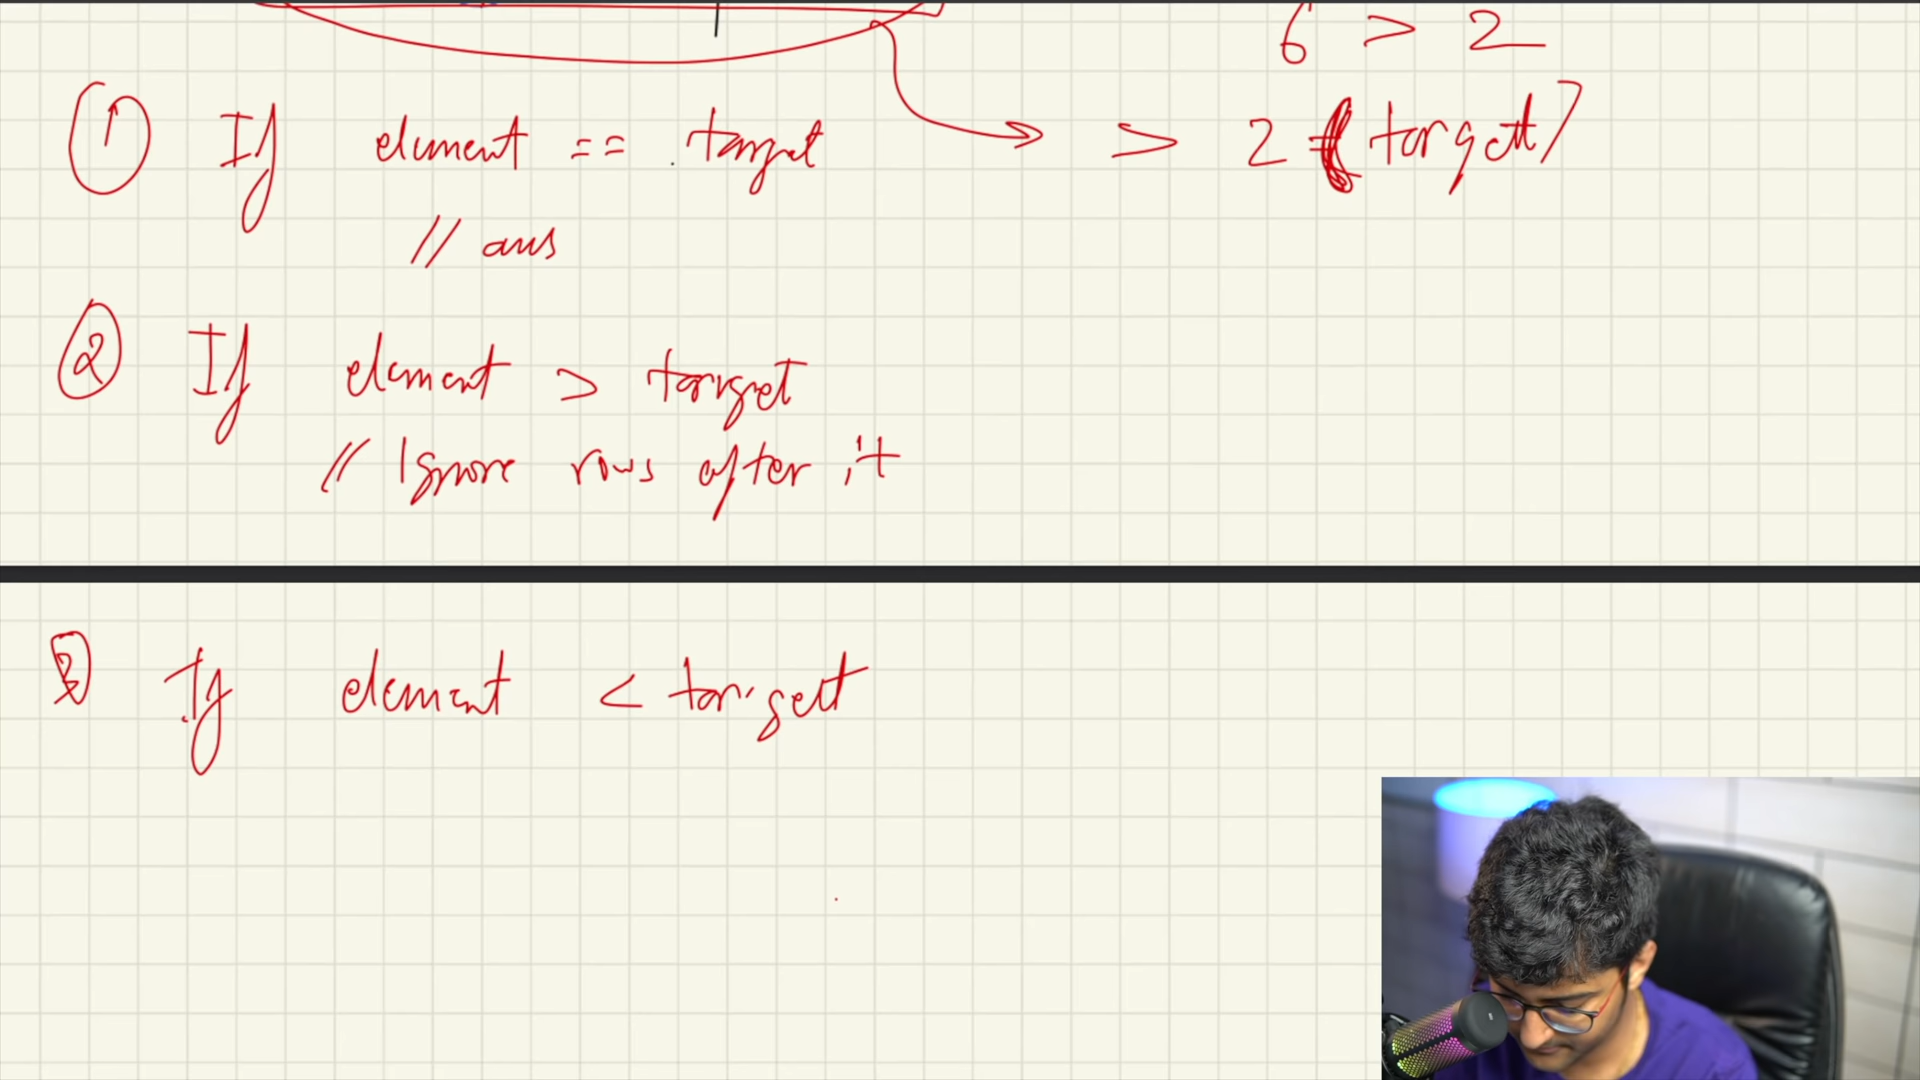 6 > 2
① If element == target > 2 (target)
// ans
② If element > target
// Ignore rows after it
③ If element < target